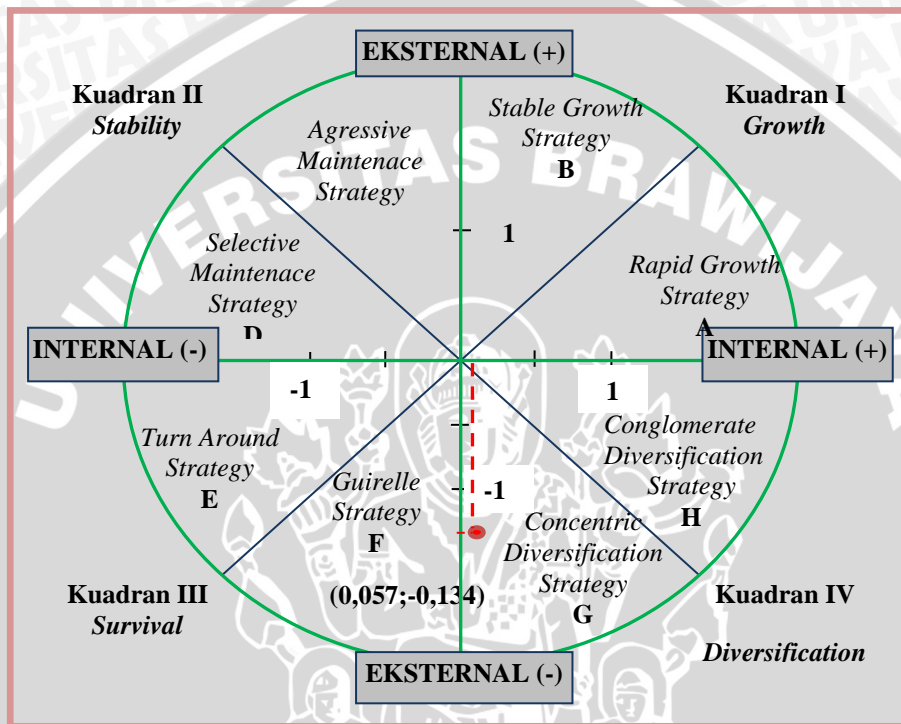 EKSTERNAL (+)
Kuadran II
Stability
Agressive
Maintenace
Strategy
Stable Growth
Strategy
B
Kuadran I
Growth
UNIVERSITAS BRAWIJAYA
1
Selective
Maintenace
Strategy
D
Rapid Growth
Strategy
A
INTERNAL (-)
INTERNAL (+)
-1
1
Turn Around
Strategy
E
Guirelle
Strategy
F
-1
Conglomerate
Diversification
Strategy
H
Concentric
Diversification
Strategy
G
(0,057;-0,134)
Kuadran III
Survival
Kuadran IV
Diversification
EKSTERNAL (-)